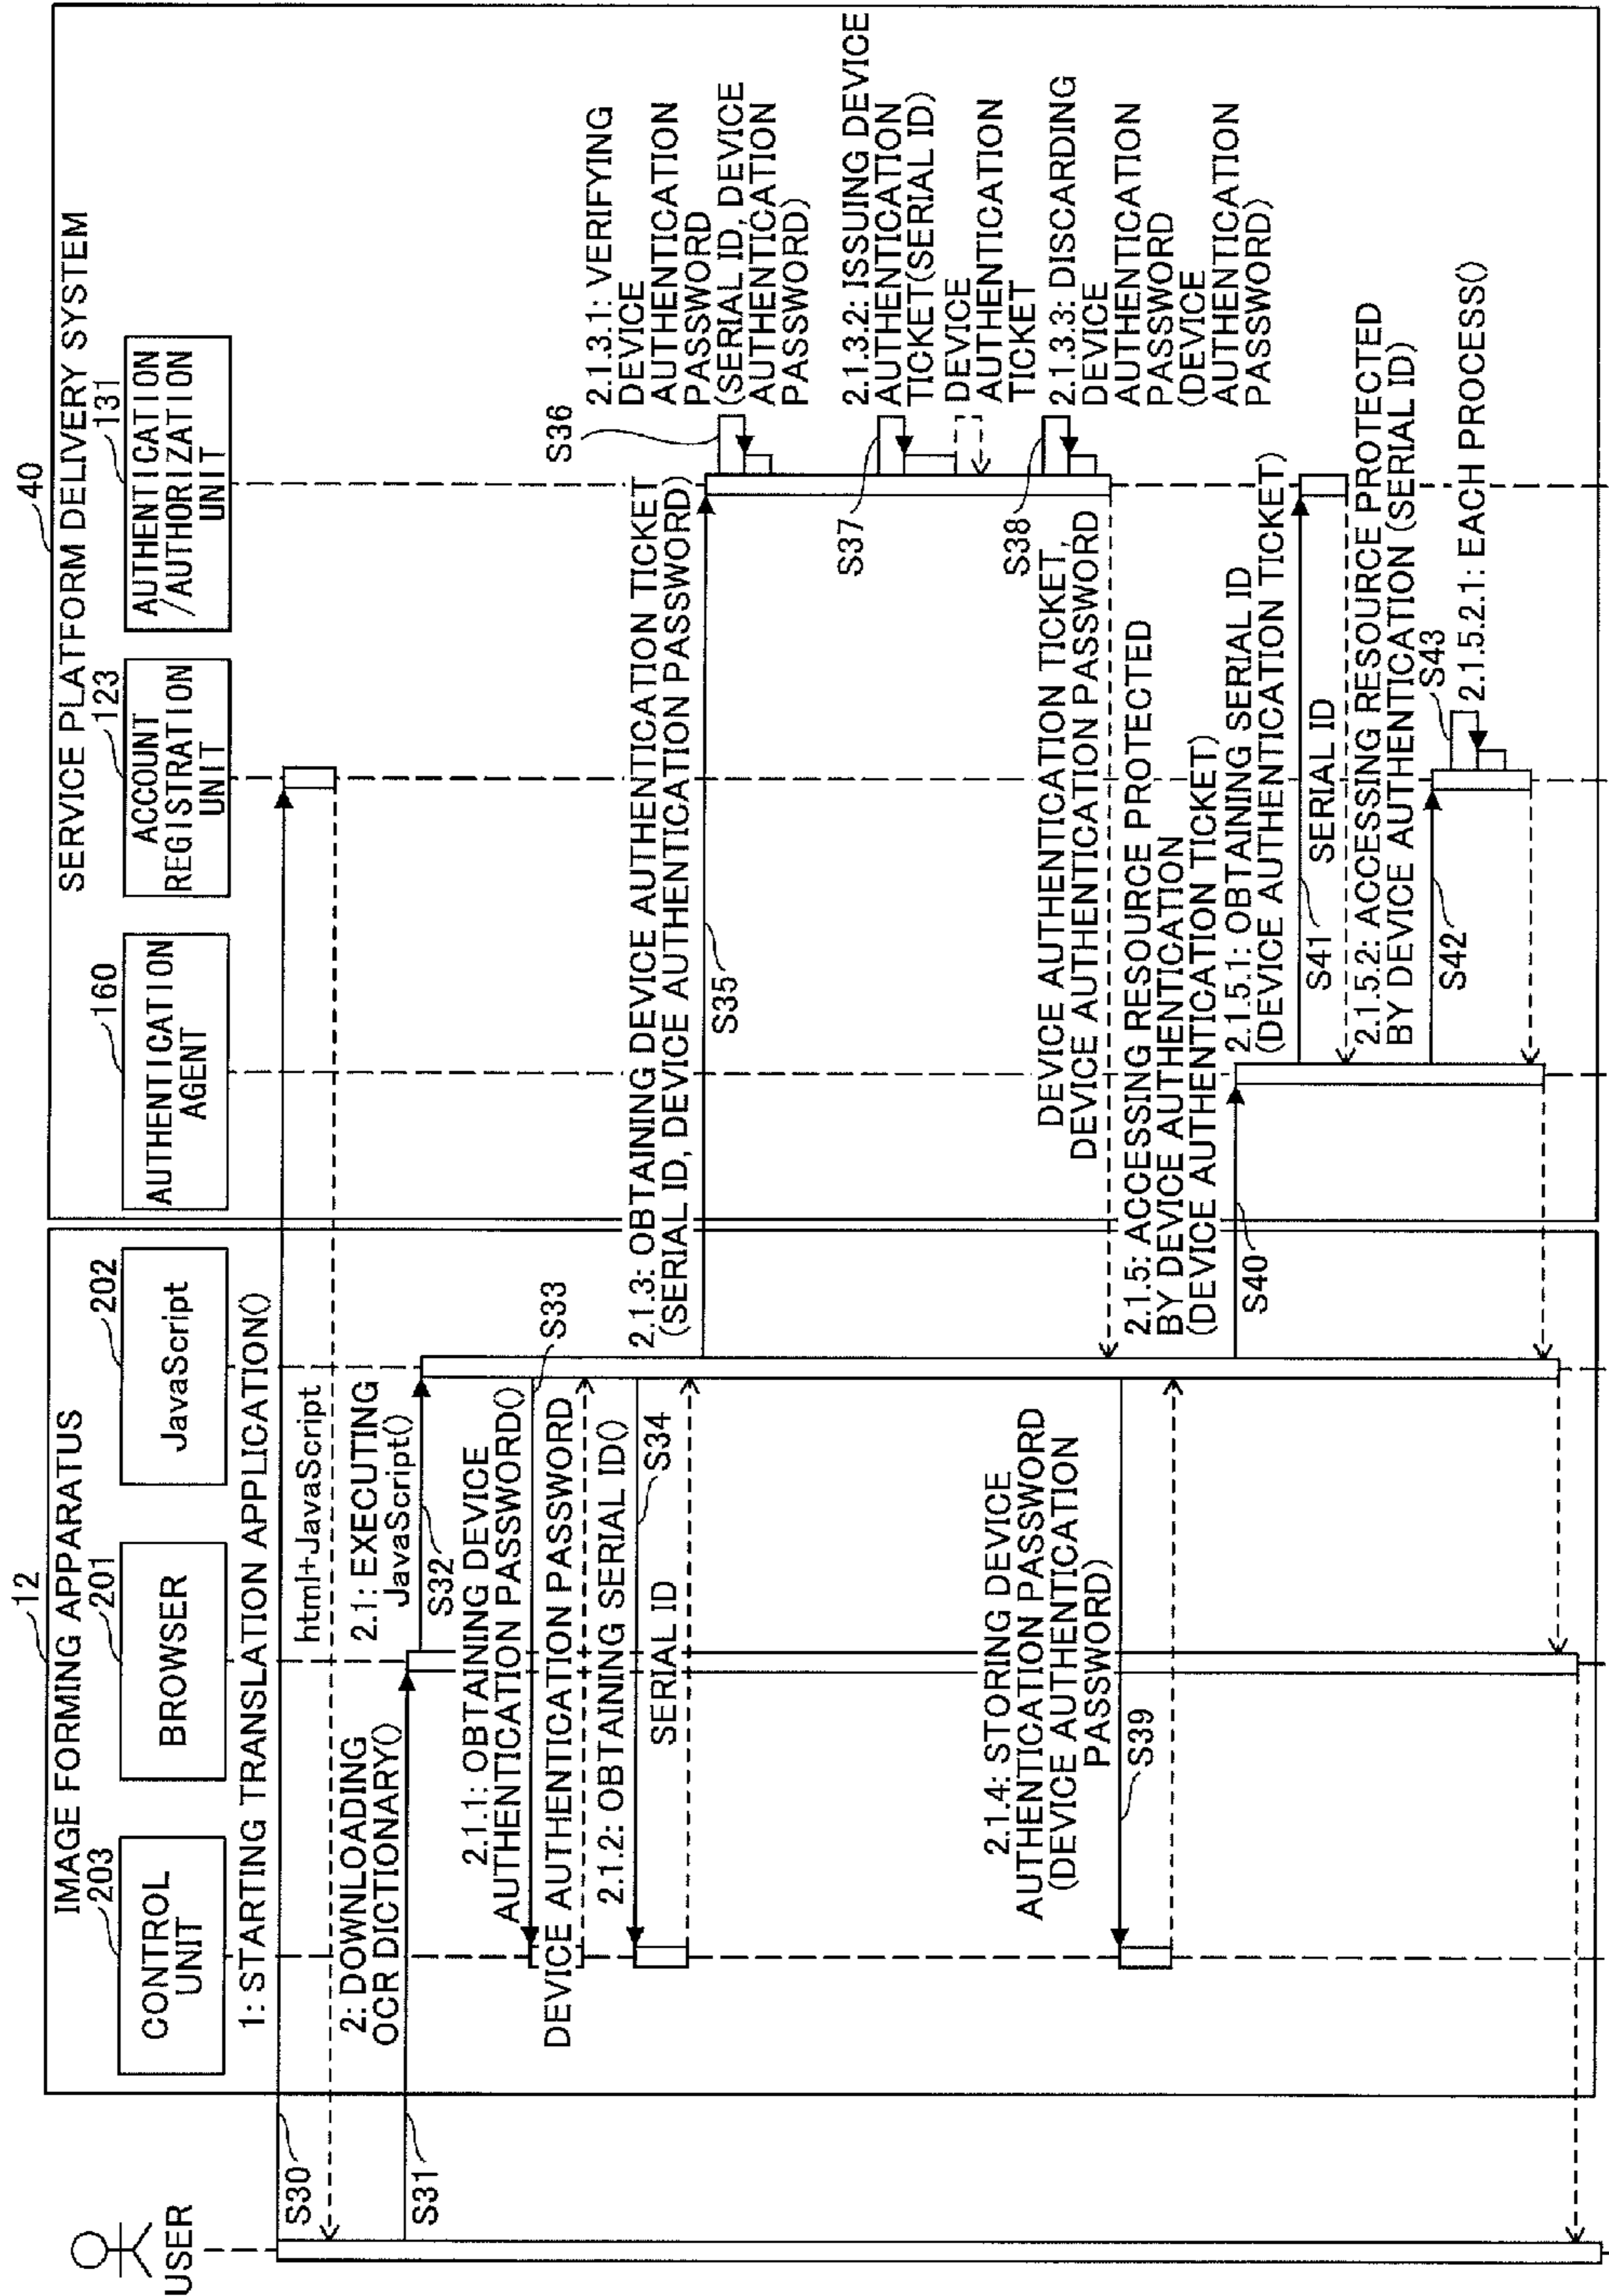 USER
12
IMAGE FORMING APPARATUS
203
CONTROL
UNIT
201
BROWSER
202
JavaScript
40
SERVICE PLATFORM DELIVERY SYSTEM
160
AUTHENTICATION
AGENT
123
ACCOUNT
REGISTRATION
UNIT
131
AUTHENTICATION
/AUTHORIZATION
UNIT
1: STARTING TRANSLATION APPLICATION()
S30
html+JavaScript
2: DOWNLOADING
OCR DICTIONARY()
S31
2.1: EXECUTING
JavaScript()
S32
2.1.1: OBTAINING DEVICE
AUTHENTICATION PASSWORD()
S33
DEVICE AUTHENTICATION PASSWORD
2.1.2: OBTAINING SERIAL ID()
S34
SERIAL ID
2.1.3: OBTAINING DEVICE AUTHENTICATION TICKET
(SERIAL ID, DEVICE AUTHENTICATION PASSWORD)
S35
S36
2.1.3.1: VERIFYING
DEVICE
AUTHENTICATION
PASSWORD
(SERIAL ID, DEVICE
AUTHENTICATION
PASSWORD)
S37
2.1.3.2: ISSUING DEVICE
AUTHENTICATION
TICKET(SERIAL ID)
DEVICE
AUTHENTICATION
TICKET
S38
2.1.3.3: DISCARDING
DEVICE
AUTHENTICATION
PASSWORD
(DEVICE
AUTHENTICATION
PASSWORD)
DEVICE AUTHENTICATION TICKET,
DEVICE AUTHENTICATION PASSWORD
2.1.4: STORING DEVICE
AUTHENTICATION PASSWORD
(DEVICE AUTHENTICATION
PASSWORD)
S39
2.1.5: ACCESSING RESOURCE PROTECTED
BY DEVICE AUTHENTICATION
(DEVICE AUTHENTICATION TICKET)
S40
2.1.5.1: OBTAINING SERIAL ID
(DEVICE AUTHENTICATION TICKET)
S41
SERIAL ID
2.1.5.2: ACCESSING RESOURCE PROTECTED
BY DEVICE AUTHENTICATION (SERIAL ID)
S42
S43
2.1.5.2.1: EACH PROCESS()